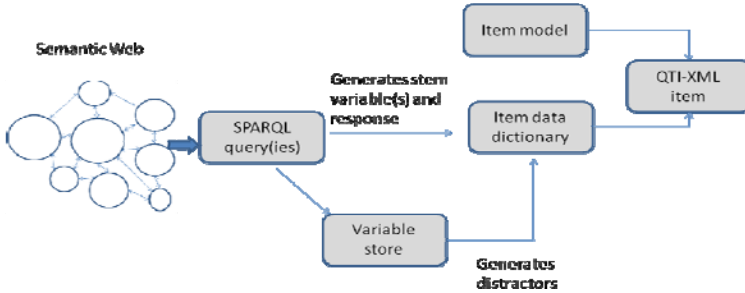 Semantic Web
Item model
QTI-XML
item
Generates stem
variable(s) and
response
SPARQL
query(ies)
Item data
dictionary
Variable
store
Generates
distractors